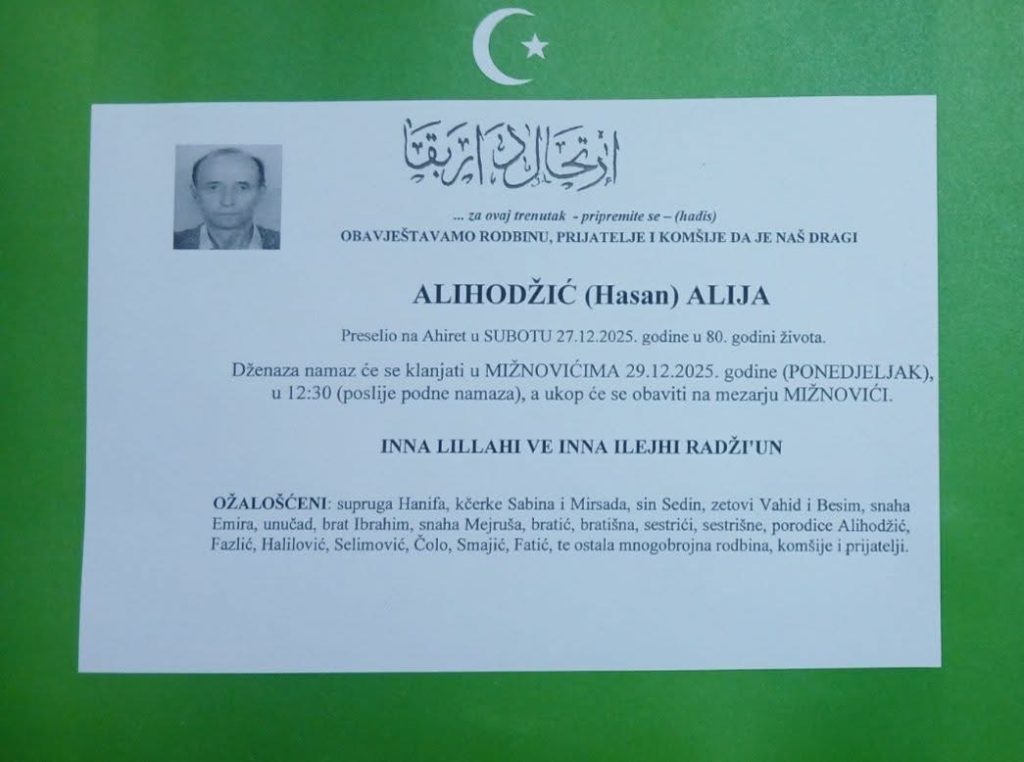 ارتحال دار بقا
... za ovaj trenutak - pripremite se – (hadis)
OBAVJEŠTAVAMO RODBINU, PRIJATELJE I KOMŠIJE DA JE NAŠ DRAGI
ALIHODŽIĆ (Hasan) ALIJA
Preselio na Ahiret u SUBOTU 27.12.2025. godine u 80. godini života.
Dženaza namaz će se klanjati u MIŽNOVIĆIMA 29.12.2025. godine (PONEDJELJAK),
u 12:30 (poslije podne namaza), a ukop će se obaviti na mezarju MIŽNOVIĆI.
INNA LILLAHI VE INNA ILEJHI RADŽI'UN
OŽALOŠĆENI: supruga Hanifa, kčerke Sabina i Mirsada, sin Sedin, zetovi Vahid i Besim, snaha
Emira, unučad, brat Ibrahim, snaha Mejruša, bratić, bratišna, sestrići, sestrišne, porodice Alihodžić,
Fazlić, Halilović, Selimović, Čolo, Smajić, Fatić, te ostala mnogobrojna rodbina, komšije i prijatelji.